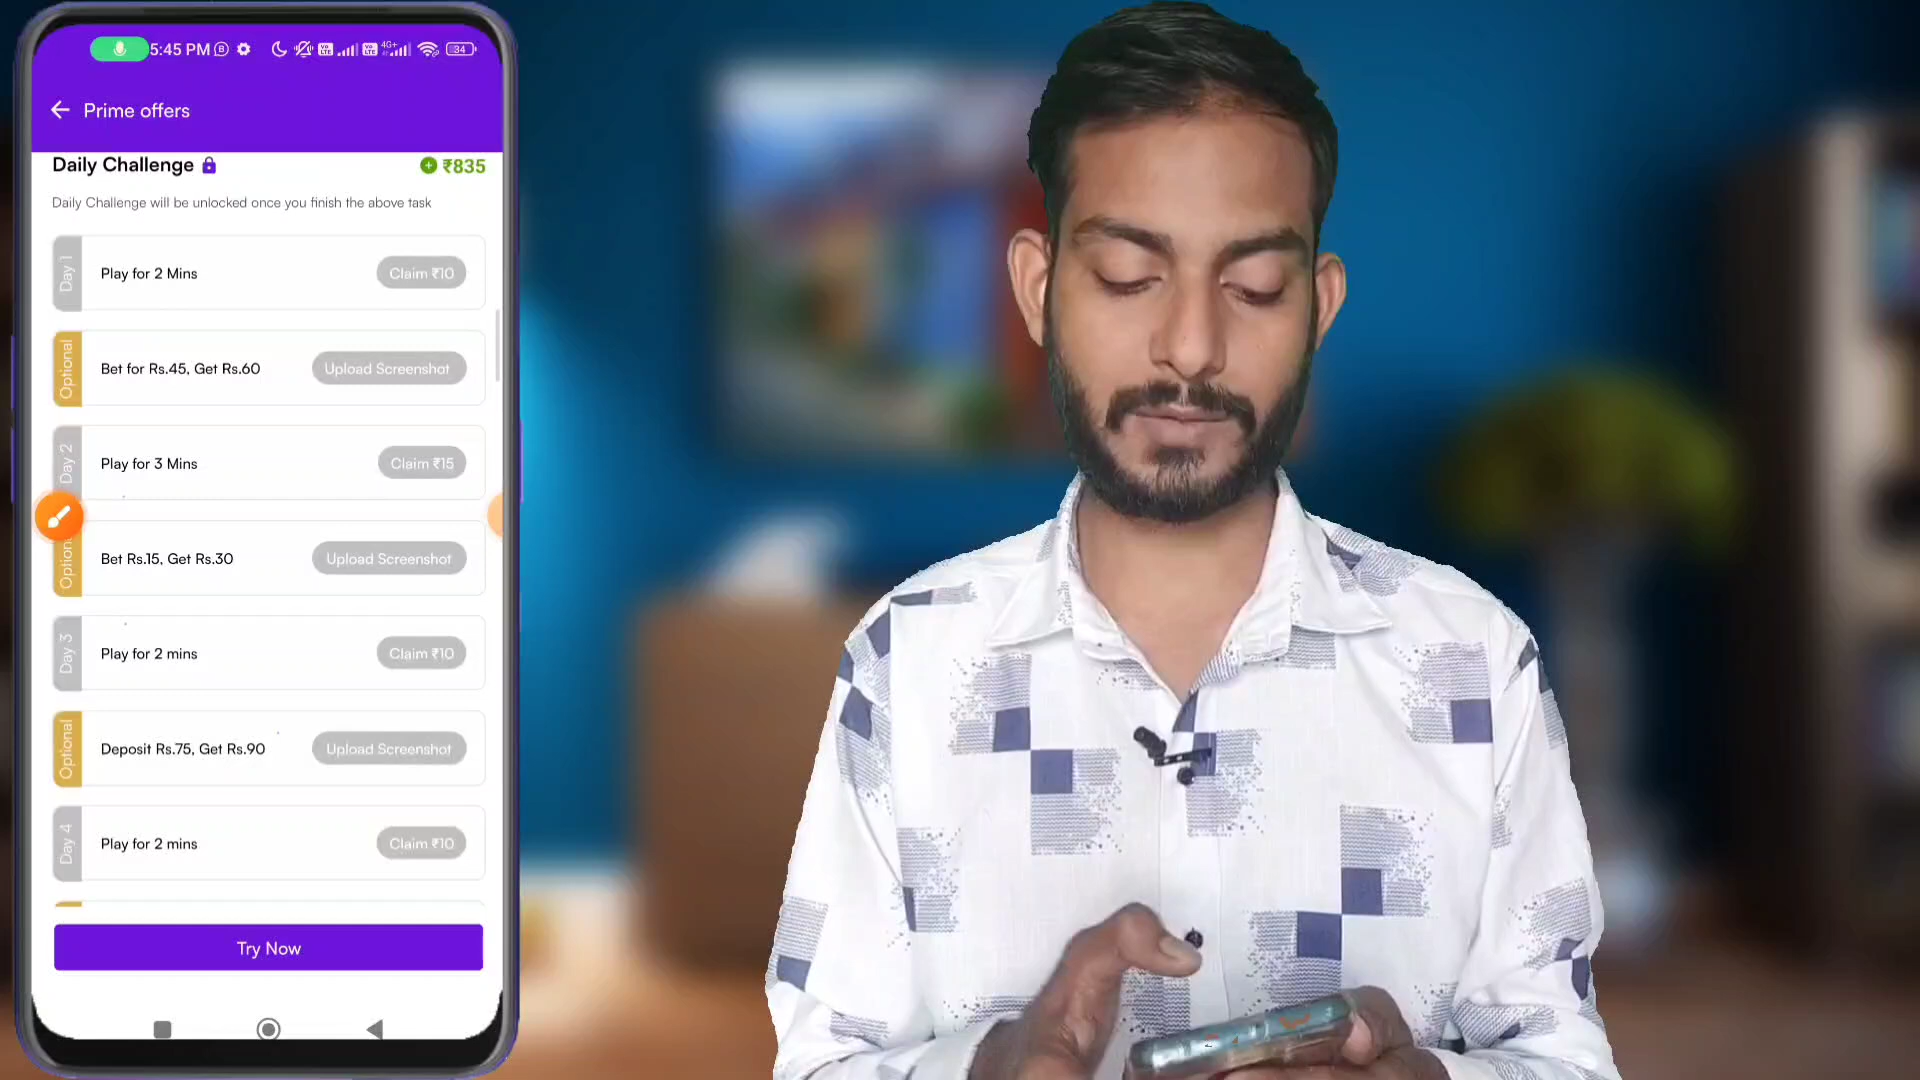 5:45 PM
4G+
34
Prime offers
Daily Challenge
₹835
Daily Challenge will be unlocked once you finish the above task
Day 1
Play for 2 Mins
Claim ₹10
Optional
Bet for Rs.45, Get Rs.60
Upload Screenshot
Day 2
Play for 3 Mins
Claim ₹15
Optional
Bet Rs.15, Get Rs.30
Upload Screenshot
Day 3
Play for 2 mins
Claim ₹10
Optional
Deposit Rs.75, Get Rs.90
Upload Screenshot
Day 4
Play for 2 mins
Claim ₹10
Try Now